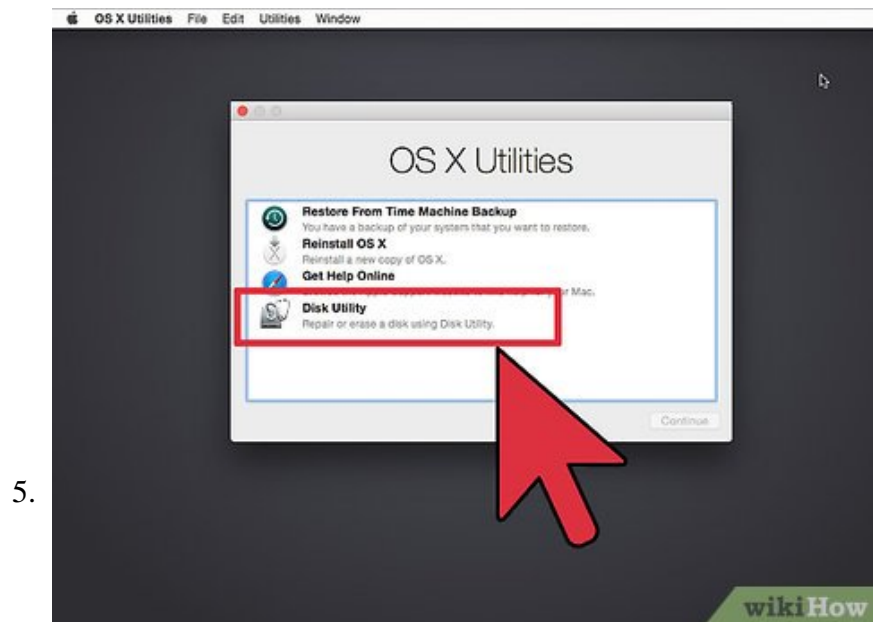 OS X Utilities File Edit Utilities Window
OS X Utilities
Restore From Time Machine Backup
You have a backup of your system that you want to restore.
Reinstall OS X
Reinstall a new copy of OS X.
Get Help Online
Mac.
Disk Utility
Repair or erase a disk using Disk Utility.
Continue
5.
wikiHow